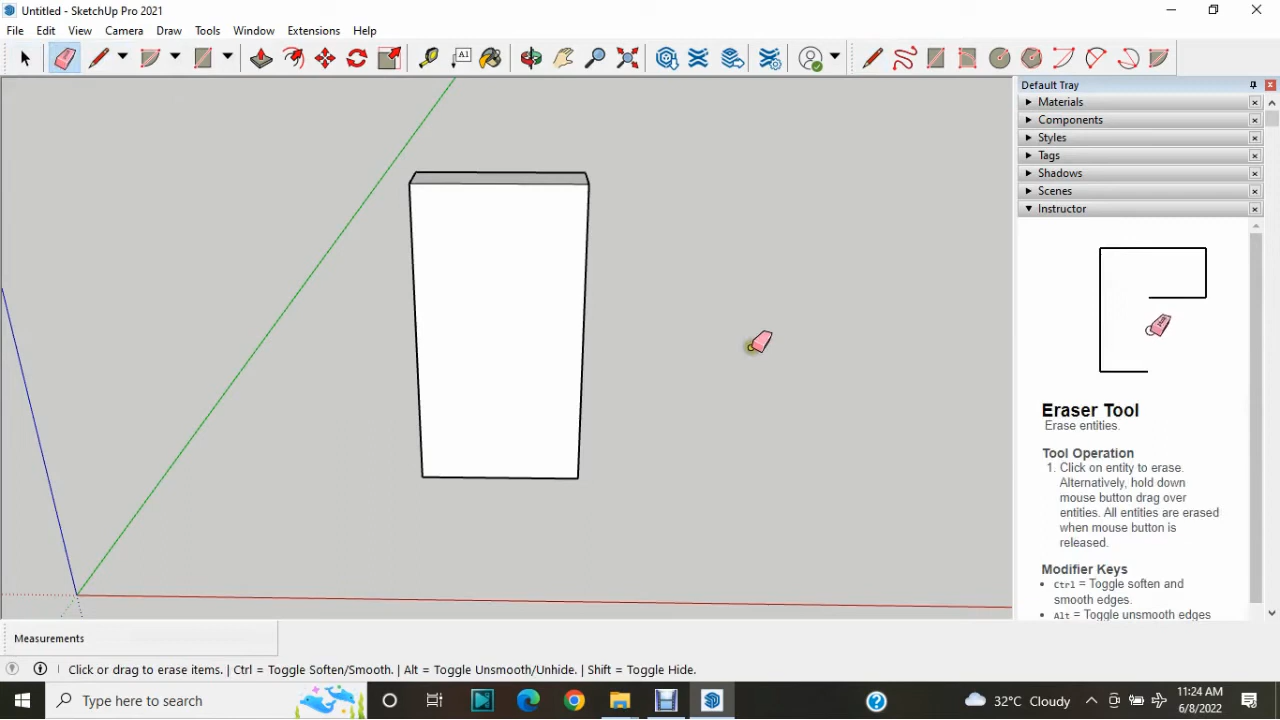 Untitled - SketchUp Pro 2021
File Edit View Camera Draw Tools Window Extensions Help
A1
Default Tray
Materials
Components
Styles
Tags
Shadows
Scenes
Instructor
Eraser Tool
Erase entities.
Tool Operation
1. Click on entity to erase.
Alternatively, hold down
mouse button drag over
entities. All entities are erased
when mouse button is
released.
Modifier Keys
• Ctrl = Toggle soften and
smooth edges.
• Alt = Toggle unsmooth edges
Measurements
Click or drag to erase items. | Ctrl = Toggle Soften/Smooth. | Alt = Toggle Unsmooth/Unhide. | Shift = Toggle Hide.
Type here to search
32°C Cloudy
11:24 AM
6/8/2022